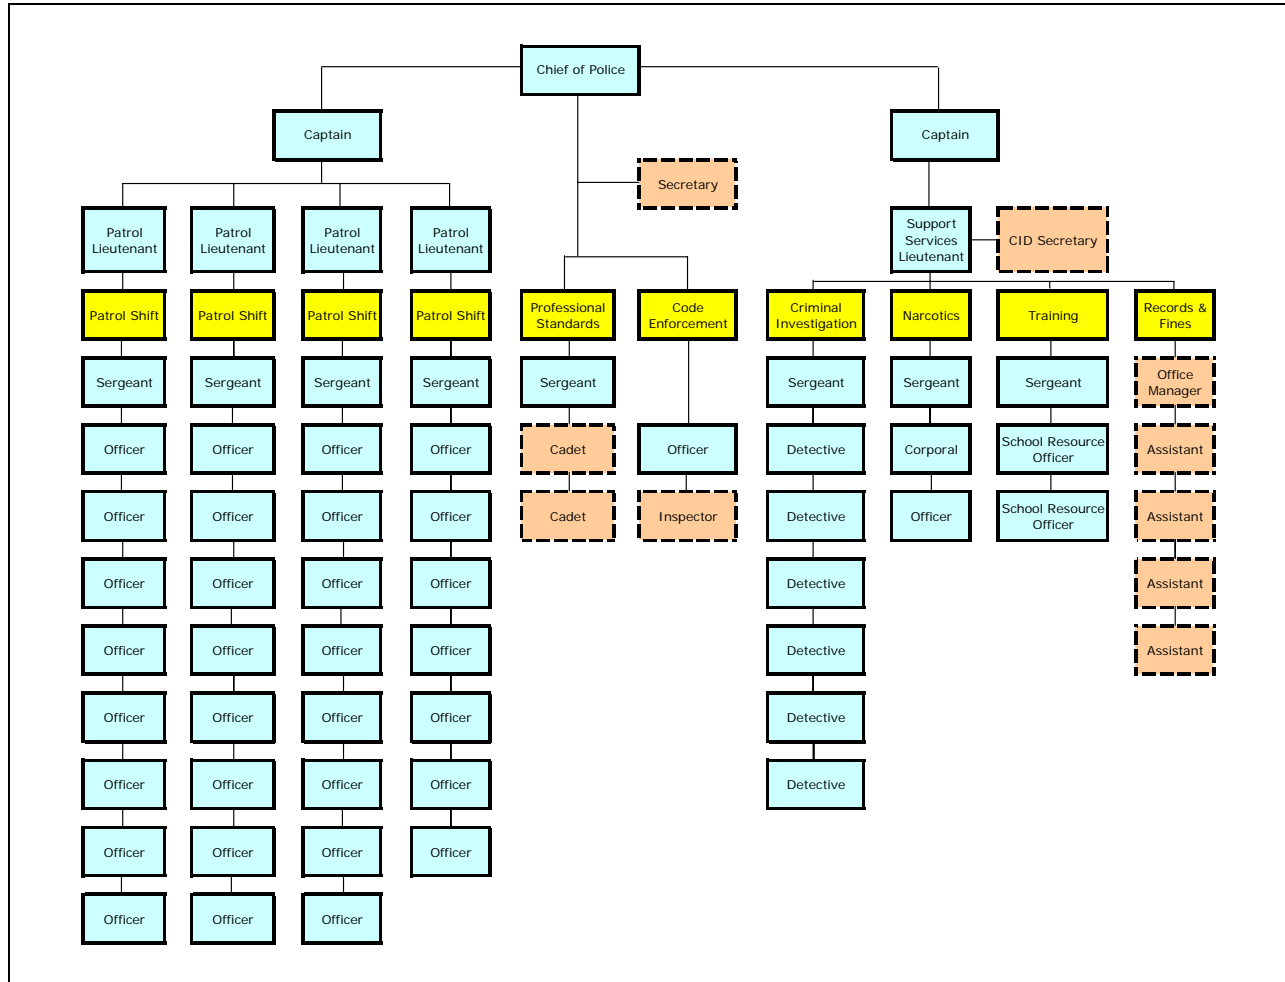 Chief of Police
Captain
Captain
Secretary
Patrol
Lieutenant
Patrol
Lieutenant
Patrol
Lieutenant
Patrol
Lieutenant
Support
Services
Lieutenant
CID Secretary
Patrol Shift
Patrol Shift
Patrol Shift
Patrol Shift
Professional
Standards
Code
Enforcement
Criminal
Investigation
Narcotics
Training
Records &
Fines
Sergeant
Sergeant
Sergeant
Sergeant
Sergeant
Sergeant
Sergeant
Sergeant
Office
Manager
Officer
Officer
Officer
Officer
Cadet
Officer
Detective
Corporal
School Resource
Officer
Assistant
Officer
Officer
Officer
Officer
Cadet
Inspector
Detective
Officer
School Resource
Officer
Assistant
Officer
Officer
Officer
Officer
Detective
Assistant
Officer
Officer
Officer
Officer
Detective
Assistant
Officer
Officer
Officer
Officer
Detective
Officer
Officer
Officer
Officer
Detective
Officer
Officer
Officer
Officer
Officer
Officer
Officer